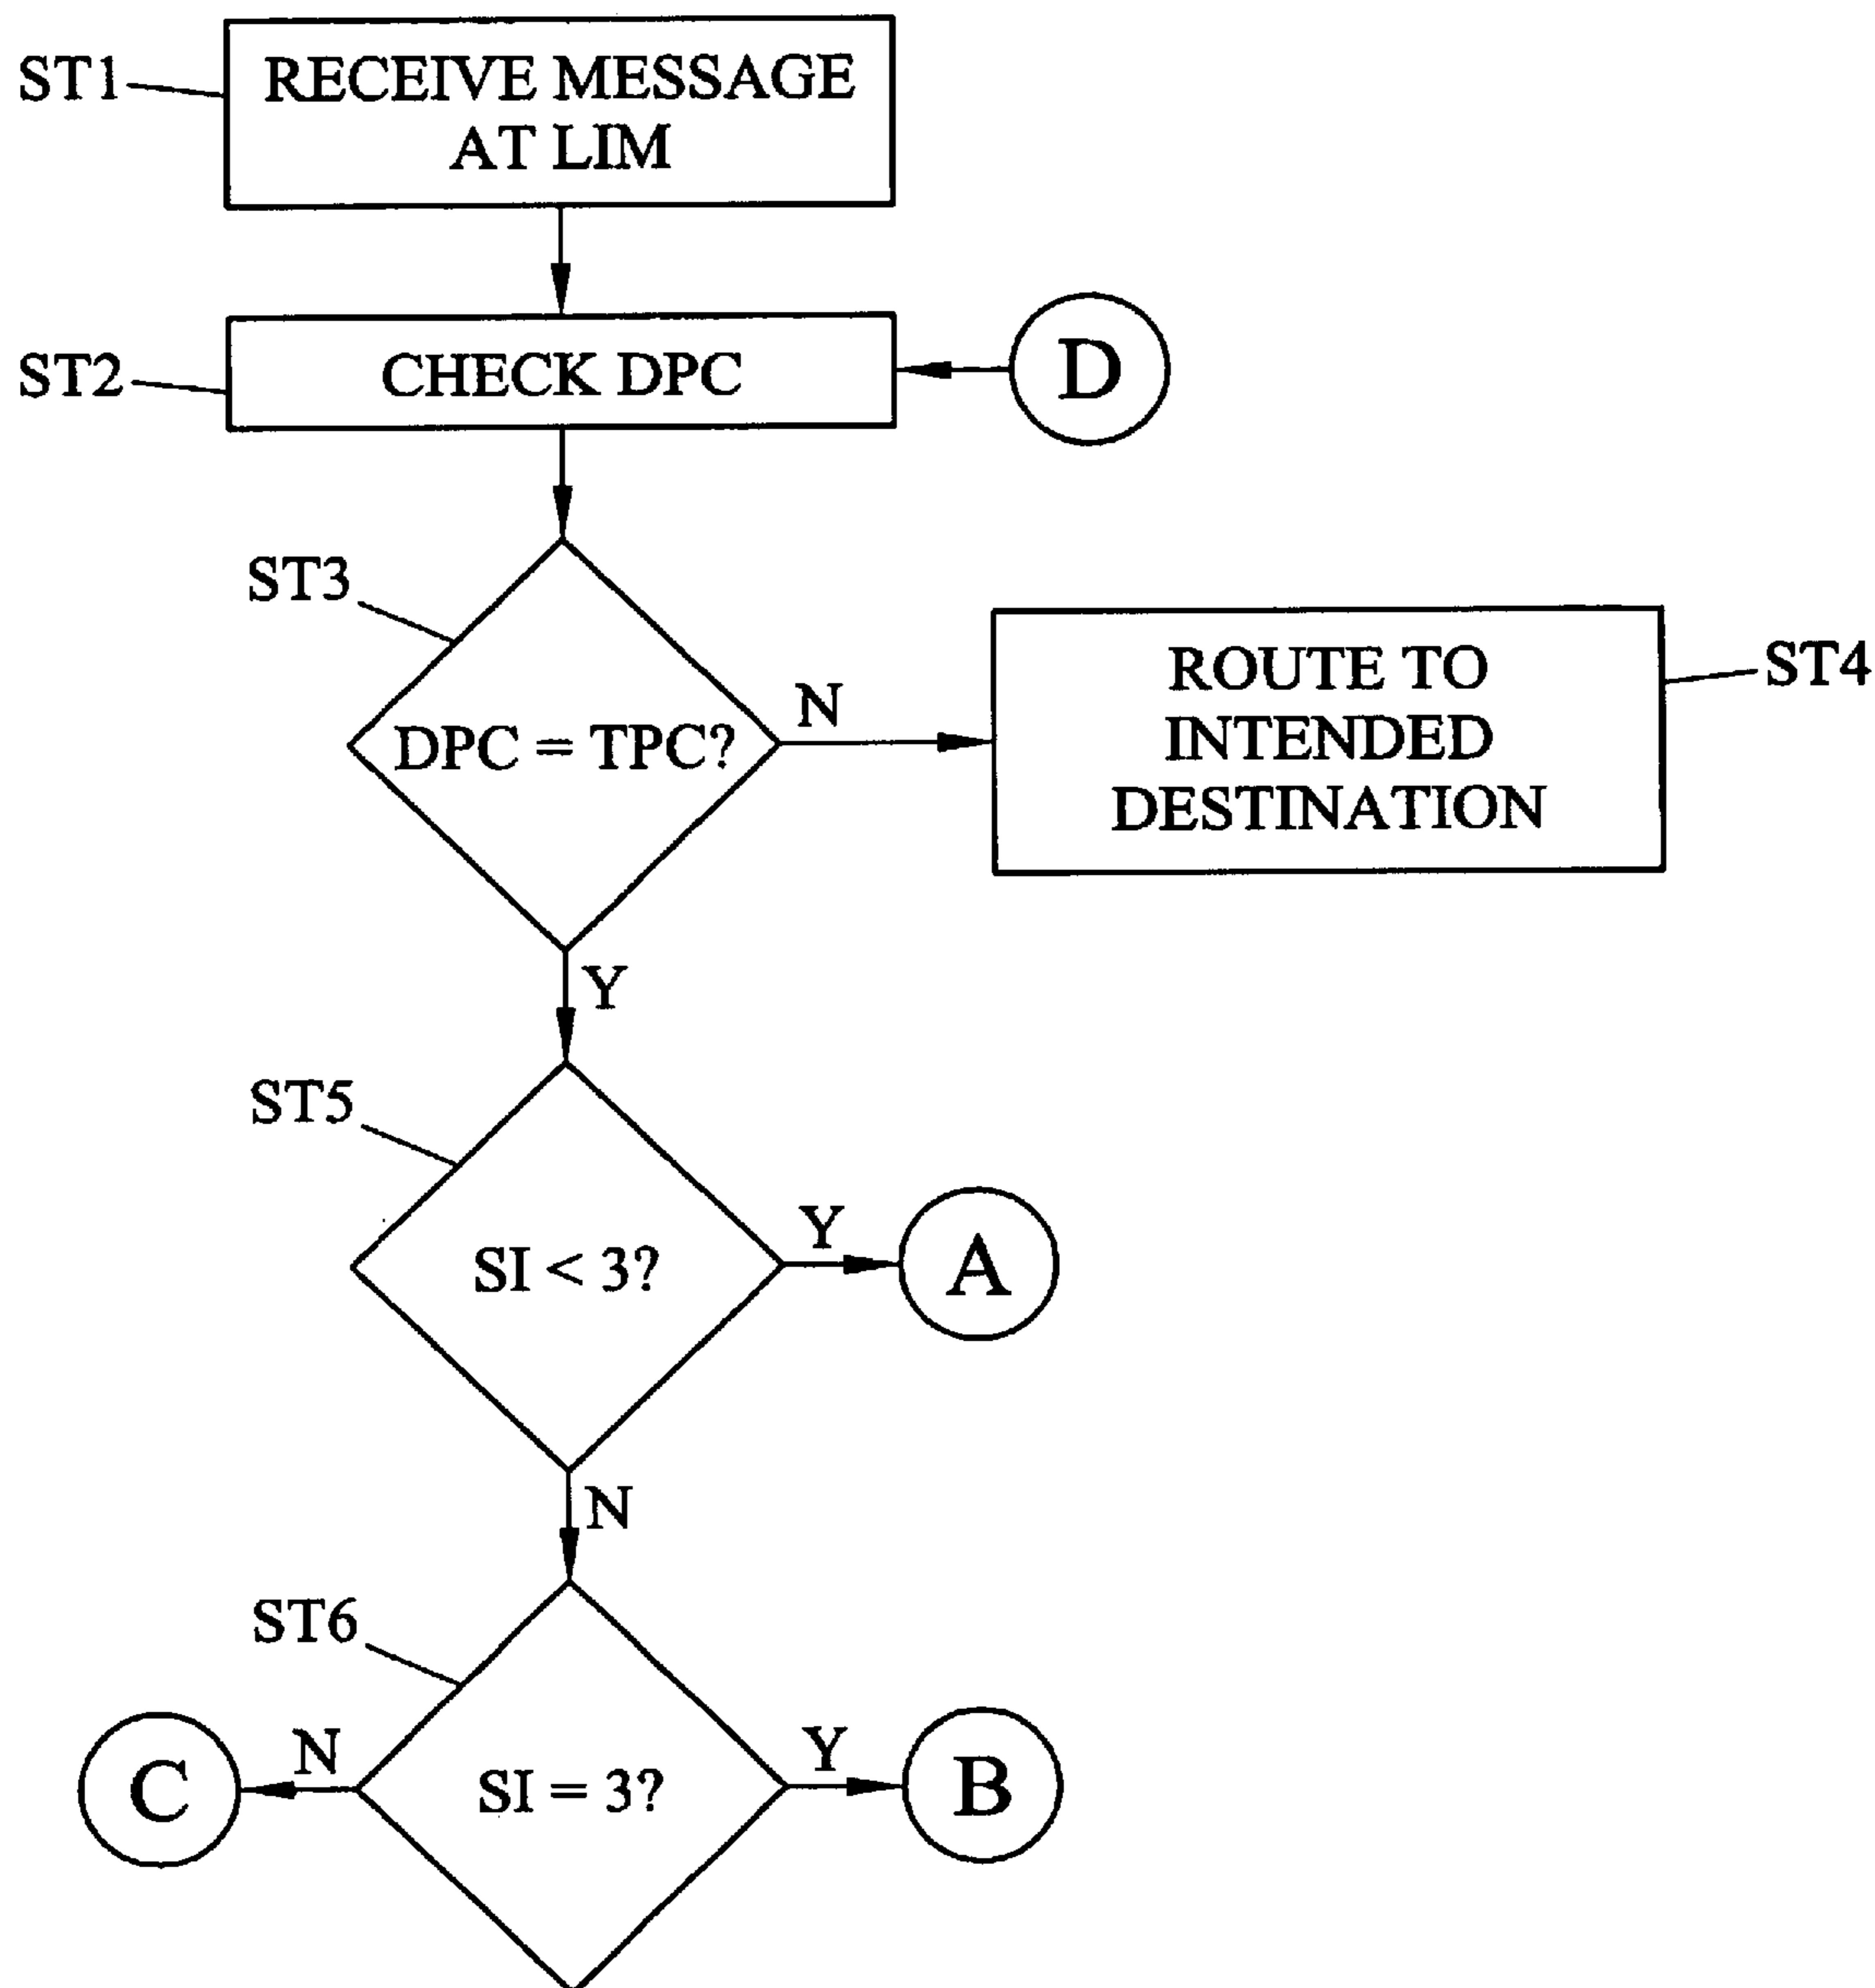 ST1
RECEIVE MESSAGE
AT LIM
ST2
CHECK DPC
D
ST3
DPC = TPC?
N
ROUTE TO
INTENDED
DESTINATION
ST4
Y
ST5
SI < 3?
Y
A
N
ST6
C
N
SI = 3?
Y
B